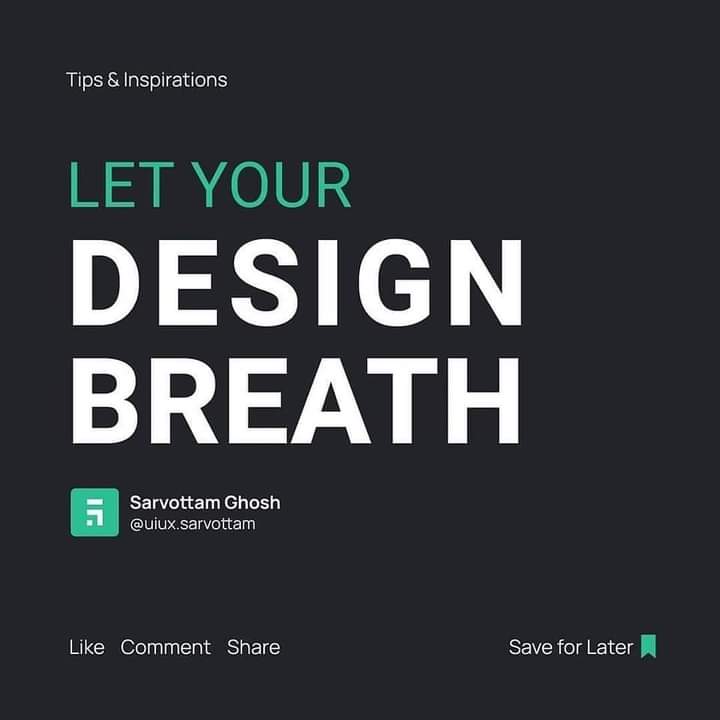 Tips & Inspirations
LET YOUR
DESIGN
BREATH
Sarvottam Ghosh
@uiux.sarvottam
Like Comment Share Save for Later